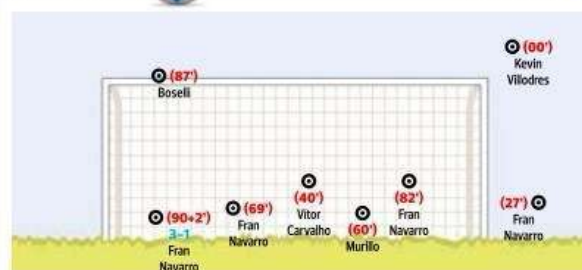 (00')
Kevin
Villodres
(87')
Boselli
(40')
Vitor
Carvalho
(82')
Fran
Navarro
(27')
Fran
Navarro
(69')
Fran
Navarro
(60')
Murillo
(90+2')
3-1
Fran
Navarro